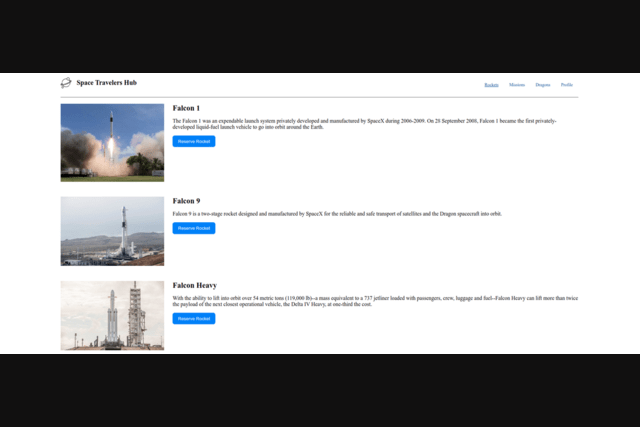 Space Travelers Hub
Rockets
Missions
Dragons
Profile
Falcon 1
The Falcon 1 was an expendable launch system privately developed and manufactured by SpaceX during 2006-2009. On 28 September 2008, Falcon 1 became the first privately-
developed liquid-fuel launch vehicle to go into orbit around the Earth.
Reserve Rocket
Falcon 9
Falcon 9 is a two-stage rocket designed and manufactured by SpaceX for the reliable and safe transport of satellites and the Dragon spacecraft into orbit.
Reserve Rocket
Falcon Heavy
With the ability to lift into orbit over 54 metric tons (119,000 lb)--a mass equivalent to a 737 jetliner loaded with passengers, crew, luggage and fuel--Falcon Heavy can lift more than twice
the payload of the next closest operational vehicle, the Delta IV Heavy, at one-third the cost.
Reserve Rocket